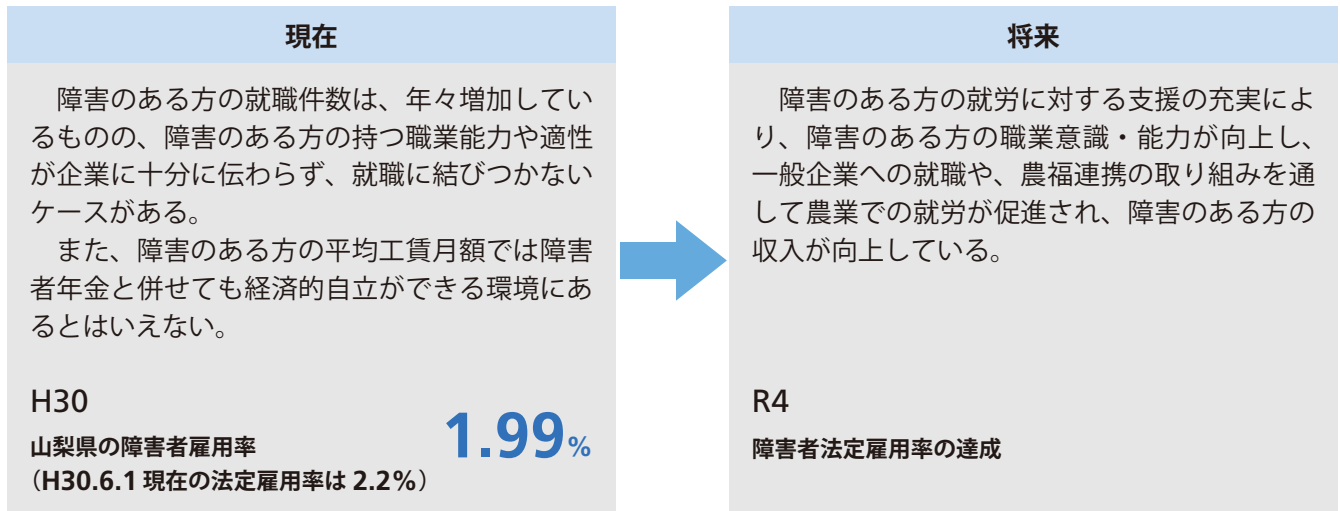 現在
障害のある方の就職件数は、年々増加してい
るものの、障害のある方の持つ職業能力や適性
が企業に十分に伝わらず、就職に結びつかない
ケースがある。
また、障害のある方の平均工賃月額では障害
者年金と併せても経済的自立ができる環境にあ
るとはいえない。
H30
山梨県の障害者雇用率
(H30.6.1 現在の法定雇用率は 2.2%)
1.99%
将来
障害のある方の就労に対する支援の充実によ
り、障害のある方の職業意識・能力が向上し、
一般企業への就職や、農福連携の取り組みを通
して農業での就労が促進され、障害のある方の
収入が向上している。
R4
障害者法定雇用率の達成